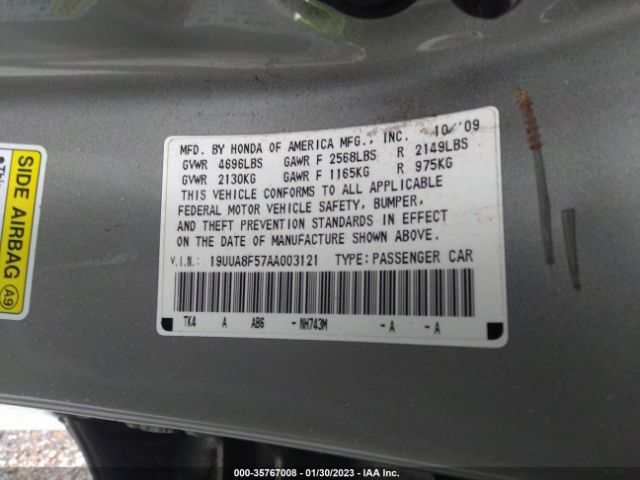 MFD. BY HONDA OF AMERICA MFG., INC. 10/'09
GVWR 4696LBS GAWR F 2568LBS R 2149LBS
GVWR 2130KG GAWR F 1165KG R 975KG
THIS VEHICLE CONFORMS TO ALL APPLICABLE
FEDERAL MOTOR VEHICLE SAFETY, BUMPER,
AND THEFT PREVENTION STANDARDS IN EFFECT
ON THE DATE OF MANUFACTURE SHOWN ABOVE.
V.I.N.: 19UUA8F57AA003121 TYPE: PASSENGER CAR
TK4 A AB6 -NH743M -A -A
SIDE AIRBAG A9
000-35767008 - 01/30/2023 - IAA Inc.